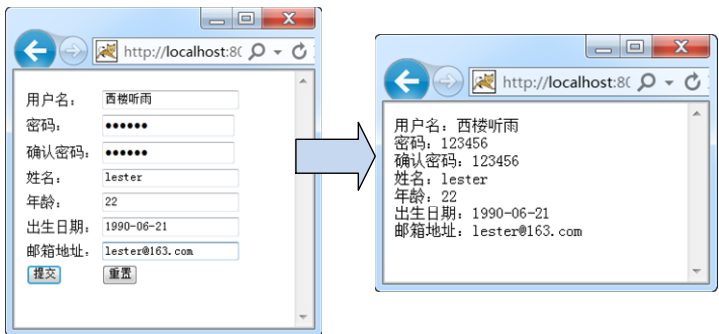 http://localhost:80
用户名： 西楼听雨
密码： ●●●●●●
确认密码： ●●●●●●
姓名： lester
年龄： 22
出生日期： 1990-06-21
邮箱地址： lester@163.com
提交 重置
http://localhost:80
用户名：西楼听雨
密码：123456
确认密码：123456
姓名：lester
年龄：22
出生日期：1990-06-21
邮箱地址：lester@163.com